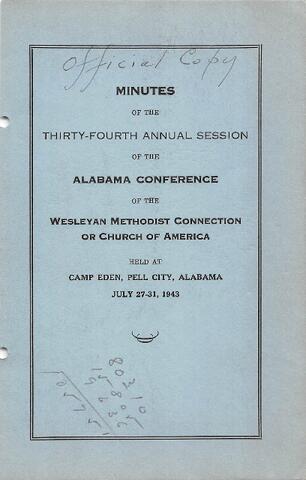 Official Copy
MINUTES
OF THE
THIRTY-FOURTH ANNUAL SESSION
OF THE
ALABAMA CONFERENCE
OF THE
WESLEYAN METHODIST CONNECTION
OR CHURCH OF AMERICA
HELD AT
CAMP EDEN, PELL CITY, ALABAMA
JULY 27-31, 1943